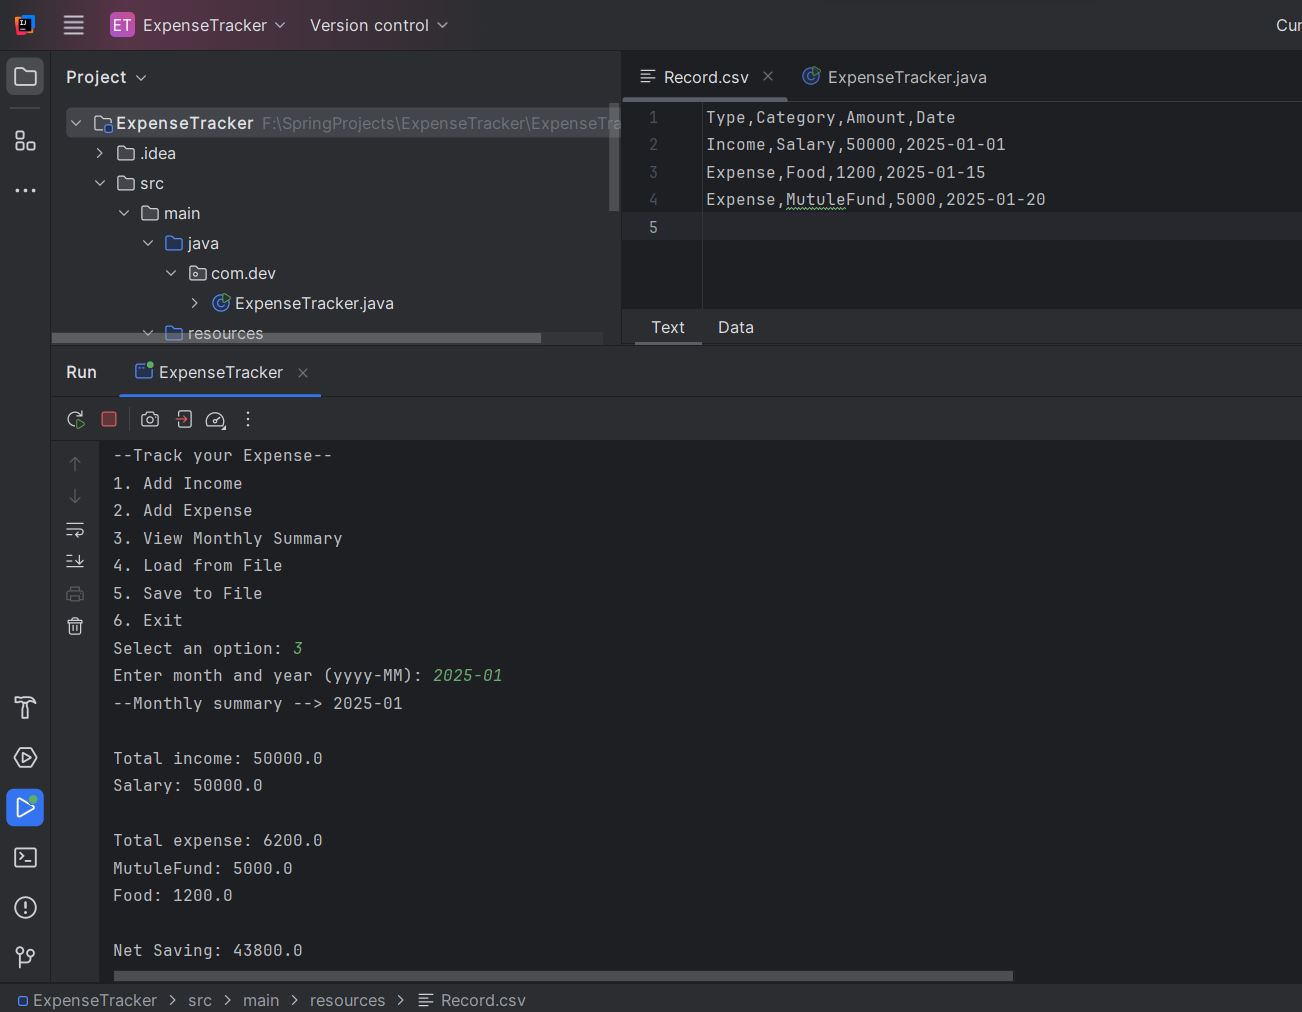 ET ExpenseTracker Version control Cur
Project
Record.csv ExpenseTracker.java
ExpenseTracker F:\SpringProjects\ExpenseTracker\ExpenseTra
.idea
src
main
java
com.dev
ExpenseTracker.java
resources
1 Type,Category,Amount,Date
2 Income,Salary,50000,2025-01-01
3 Expense,Food,1200,2025-01-15
4 Expense,MutuleFund,5000,2025-01-20
5
Text Data
Run ExpenseTracker
--Track your Expense--
1. Add Income
2. Add Expense
3. View Monthly Summary
4. Load from File
5. Save to File
6. Exit
Select an option: 3
Enter month and year (yyyy-MM): 2025-01
--Monthly summary --> 2025-01
Total income: 50000.0
Salary: 50000.0
Total expense: 6200.0
MutuleFund: 5000.0
Food: 1200.0
Net Saving: 43800.0
ExpenseTracker > src > main > resources > Record.csv